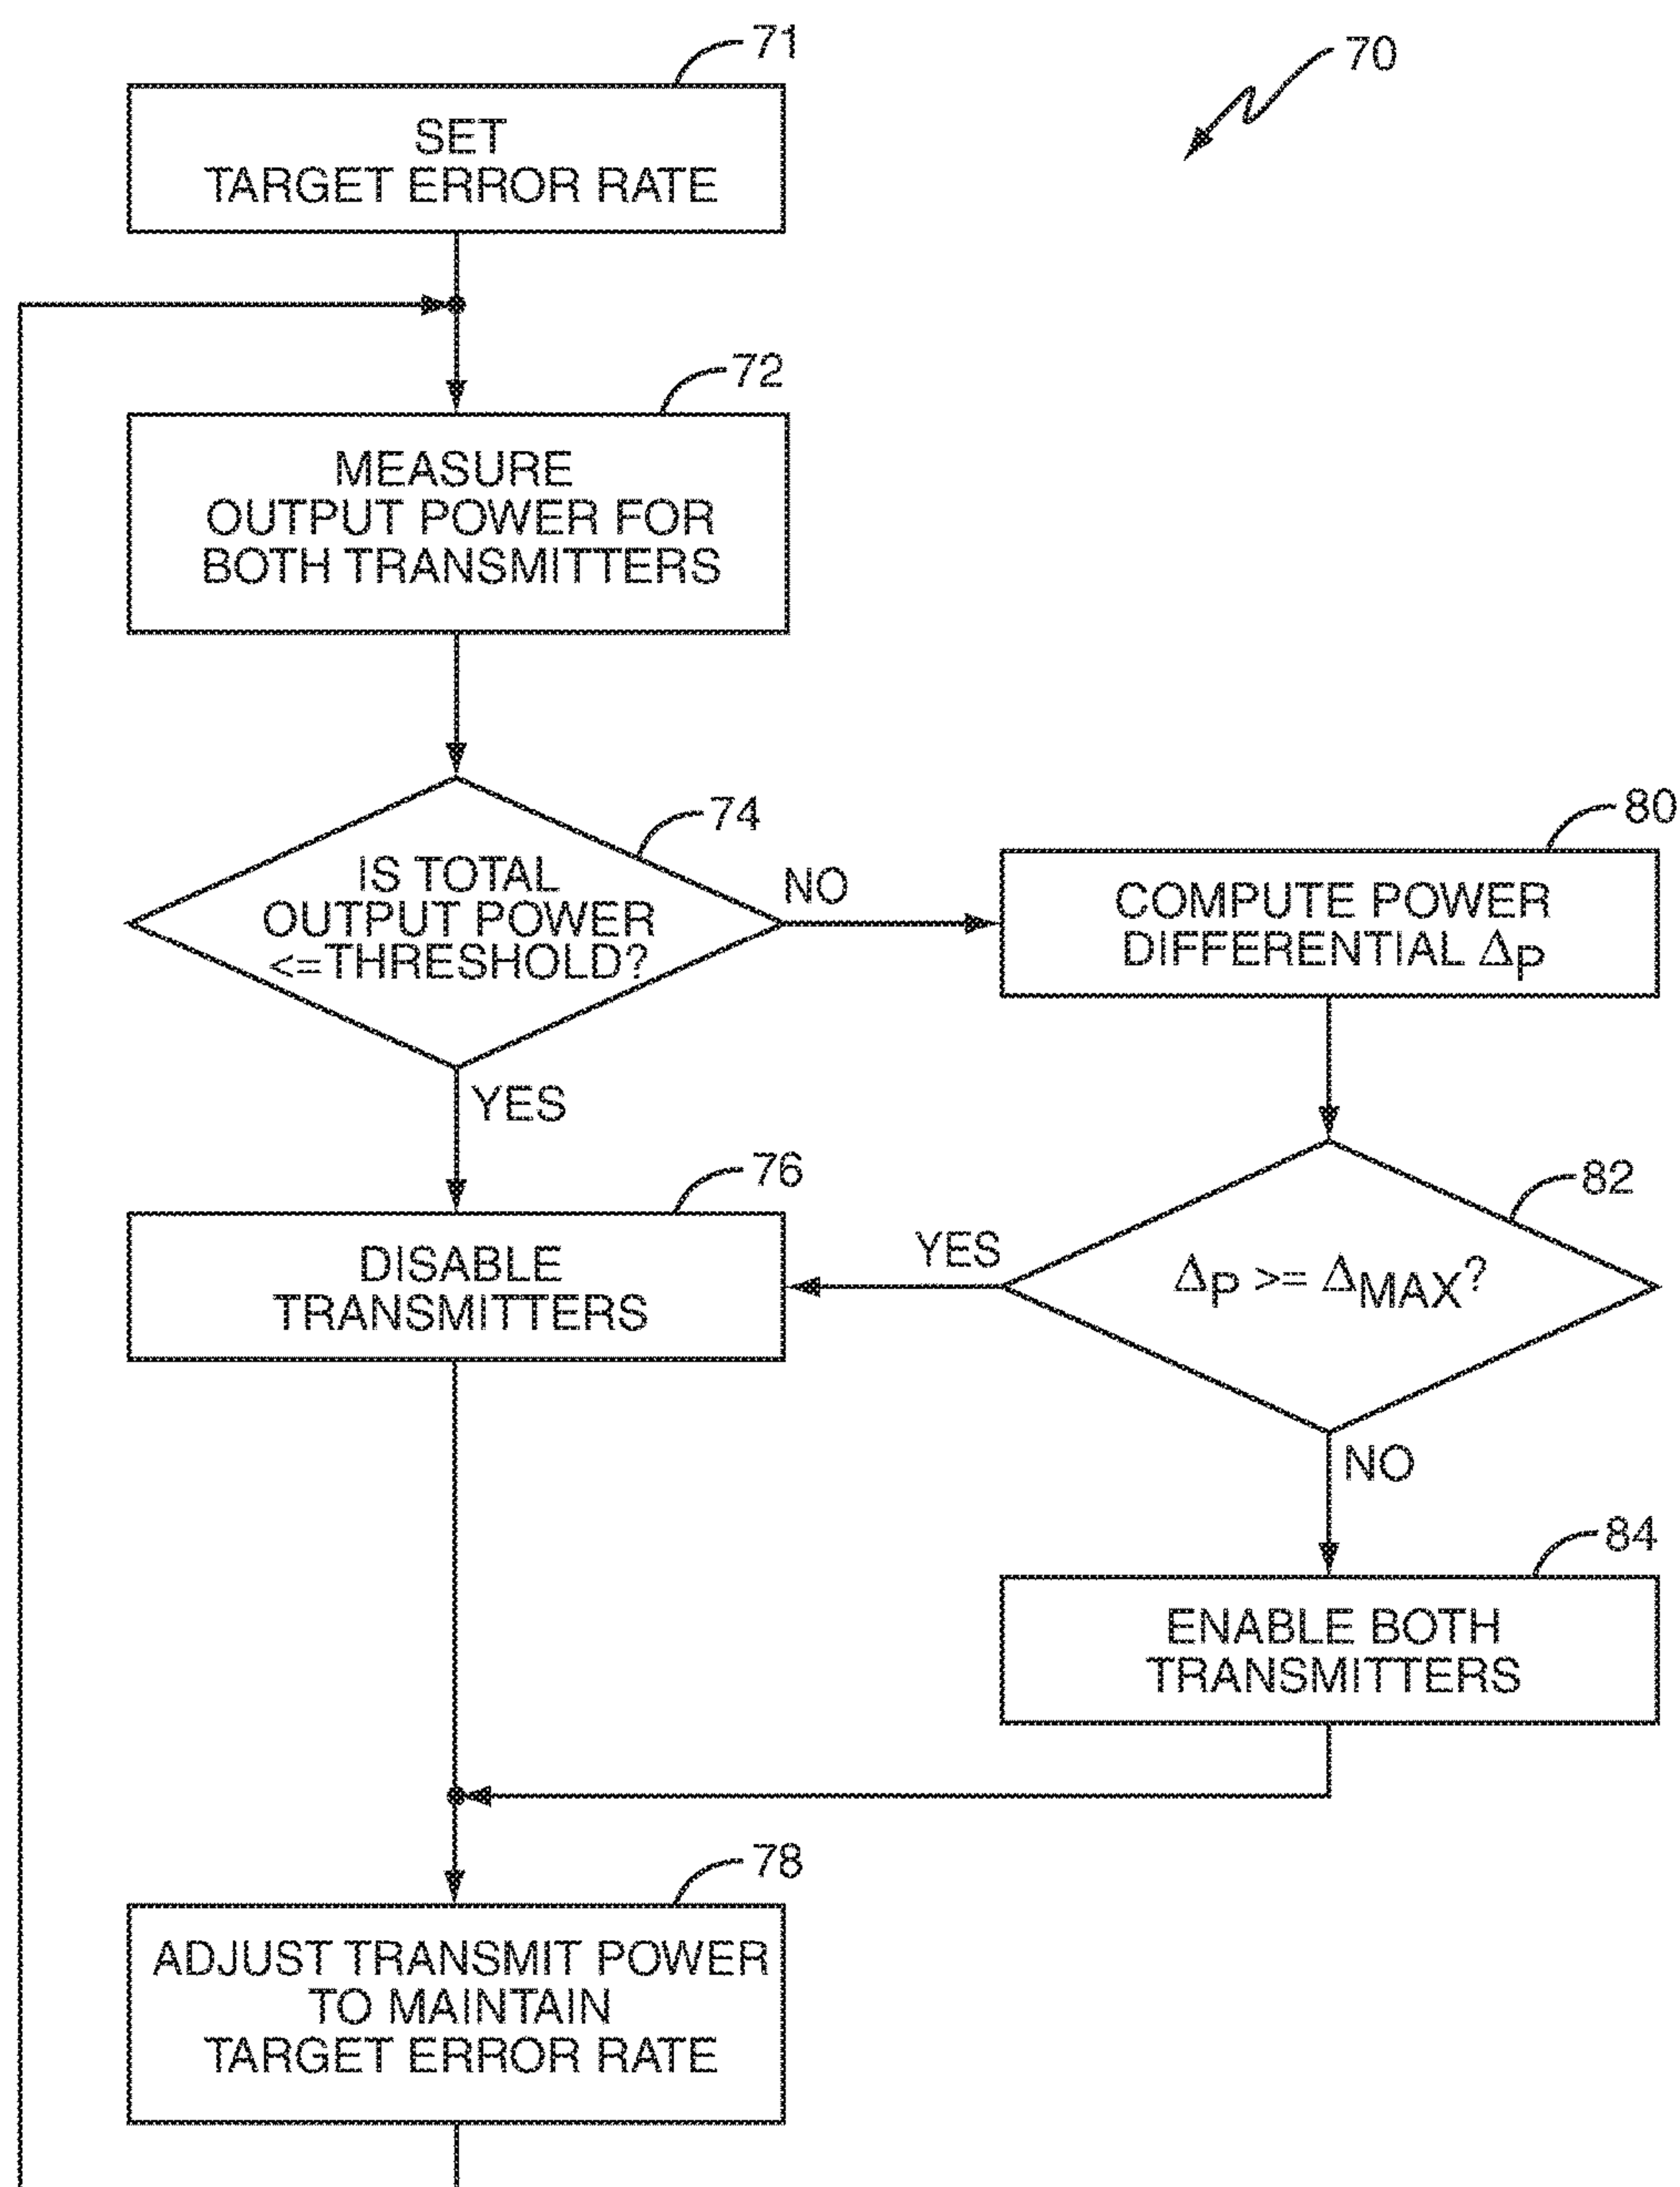 71
70
SET
TARGET ERROR RATE
72
MEASURE
OUTPUT POWER FOR
BOTH TRANSMITTERS
74
IS TOTAL
OUTPUT POWER
<=THRESHOLD?
NO
80
COMPUTE POWER
DIFFERENTIAL ΔP
YES
76
DISABLE
TRANSMITTERS
YES
82
ΔP >= ΔMAX?
NO
84
ENABLE BOTH
TRANSMITTERS
78
ADJUST TRANSMIT POWER
TO MAINTAIN
TARGET ERROR RATE